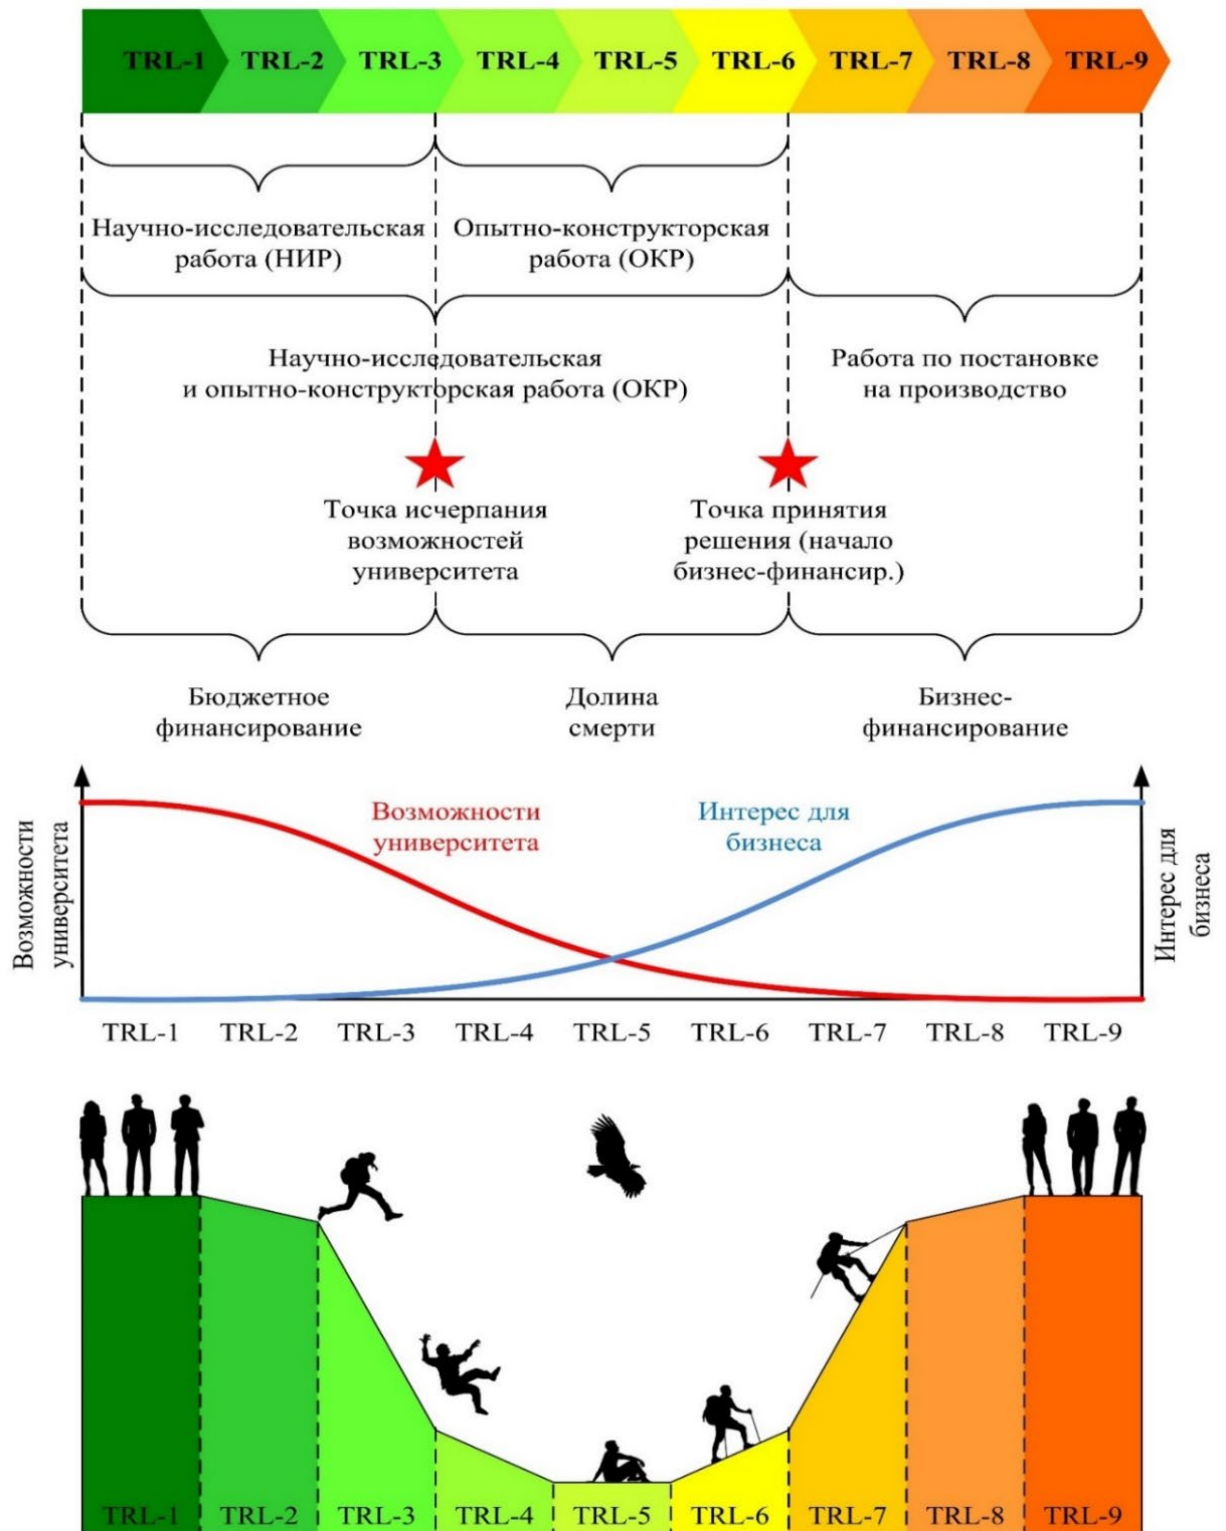 TRL-1 TRL-2 TRL-3 TRL-4 TRL-5 TRL-6 TRL-7 TRL-8 TRL-9
Научно-исследовательская
работа (НИР)
Опытно-конструкторская
работа (ОКР)
Научно-исследовательская
и опытно-конструкторская работа (ОКР)
Работа по постановке
на производство
Точка исчерпания
возможностей
университета
Точка принятия
решения (начало
бизнес-финансир.)
Бюджетное
финансирование
Долина
смерти
Бизнес-
финансирование
Возможности
университета
Возможности
университета
Интерес для
бизнеса
Интерес для
бизнеса
TRL-1 TRL-2 TRL-3 TRL-4 TRL-5 TRL-6 TRL-7 TRL-8 TRL-9
TRL-1 TRL-2 TRL-3 TRL-4 TRL-5 TRL-6 TRL-7 TRL-8 TRL-9